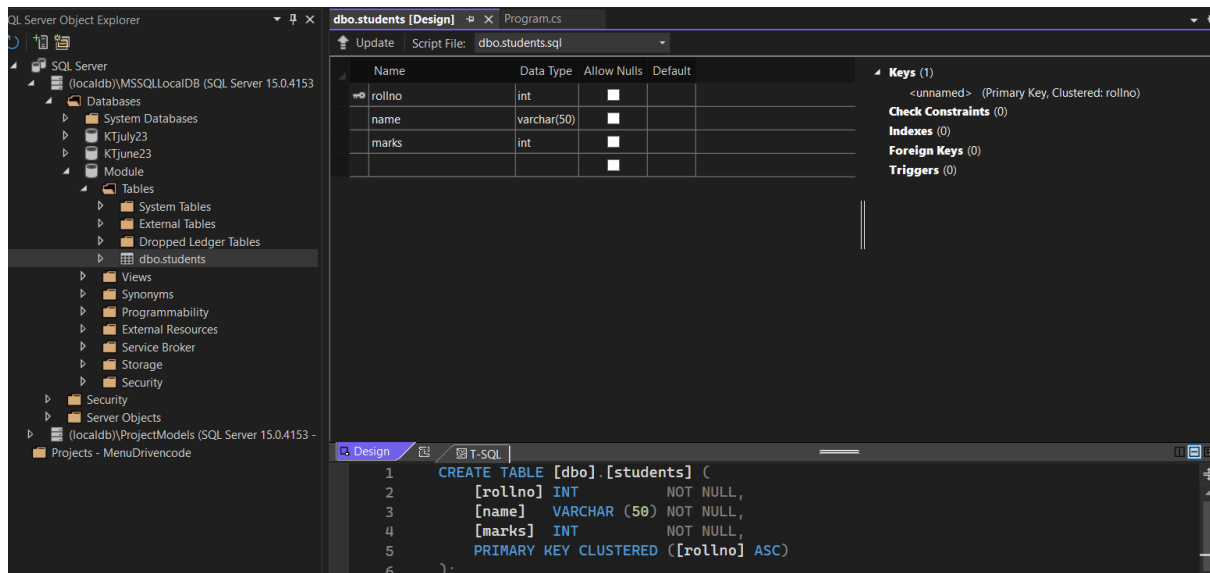 QL Server Object Explorer
SQL Server
(localdb)\MSSQLLocalDB (SQL Server 15.0.4153
Databases
System Databases
KTjuly23
KTjune23
Module
Tables
System Tables
External Tables
Dropped Ledger Tables
dbo.students
Views
Synonyms
Programmability
External Resources
Service Broker
Storage
Security
Security
Server Objects
(localdb)\ProjectModels (SQL Server 15.0.4153 -
Projects - MenuDrivencode
dbo.students [Design] Program.cs
Update Script File: dbo.students.sql
Name Data Type Allow Nulls Default
rollno int
name varchar(50)
marks int
Keys (1)
<unnamed> (Primary Key, Clustered: rollno)
Check Constraints (0)
Indexes (0)
Foreign Keys (0)
Triggers (0)
Design T-SQL
1 CREATE TABLE [dbo].[students] (
2 [rollno] INT NOT NULL,
3 [name] VARCHAR (50) NOT NULL,
4 [marks] INT NOT NULL,
5 PRIMARY KEY CLUSTERED ([rollno] ASC)
6 );